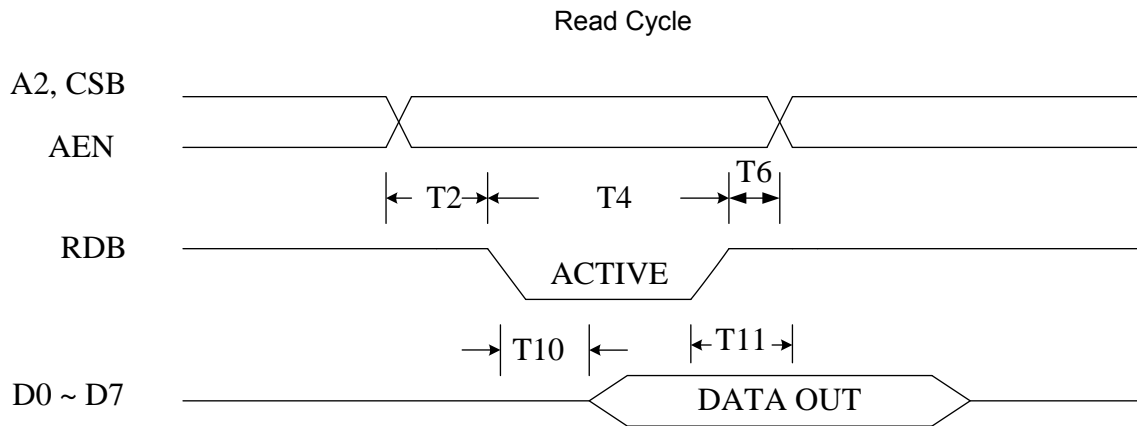 Read Cycle
A2, CSB
AEN
T2
T4
T6
RDB
ACTIVE
T10
T11
D0 ~ D7
DATA OUT